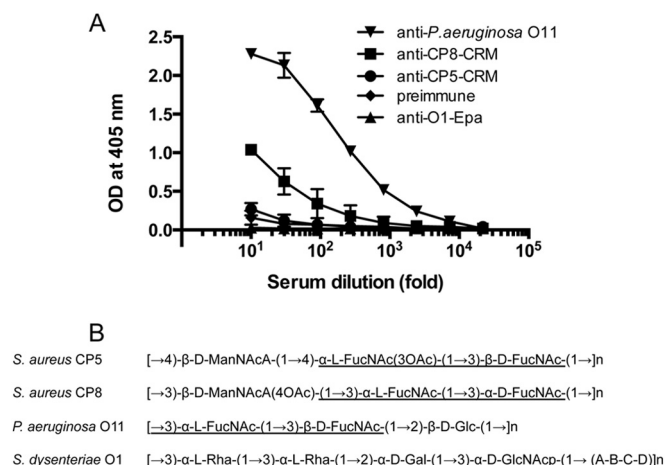 A
anti-P.aeruginosa O11
anti-CP8-CRM
anti-CP5-CRM
preimmune
anti-O1-Epa
OD at 405 nm
2.5
2.0
1.5
1.0
0.5
0.0
10¹ 10² 10³ 10⁴ 10⁵
Serum dilution (fold)
B
S. aureus CP5 [→4)-β-D-ManNAcA-(1→4)-α-L-FucNAc(3OAc)-(1→3)-β-D-FucNAc-(1→]n
S. aureus CP8 [→3)-β-D-ManNAcA(4OAc)-(1→3)-α-L-FucNAc-(1→3)-α-D-FucNAc-(1→]n
P. aeruginosa O11 [→3)-α-L-FucNAc-(1→3)-β-D-FucNAc-(1→2)-β-D-Glc-(1→]n
S. dysenteriae O1 [→3)-α-L-Rha-(1→3)-α-L-Rha-(1→2)-α-D-Gal-(1→3)-α-D-GlcNAcp-(1→ (A-B-C-D)]n